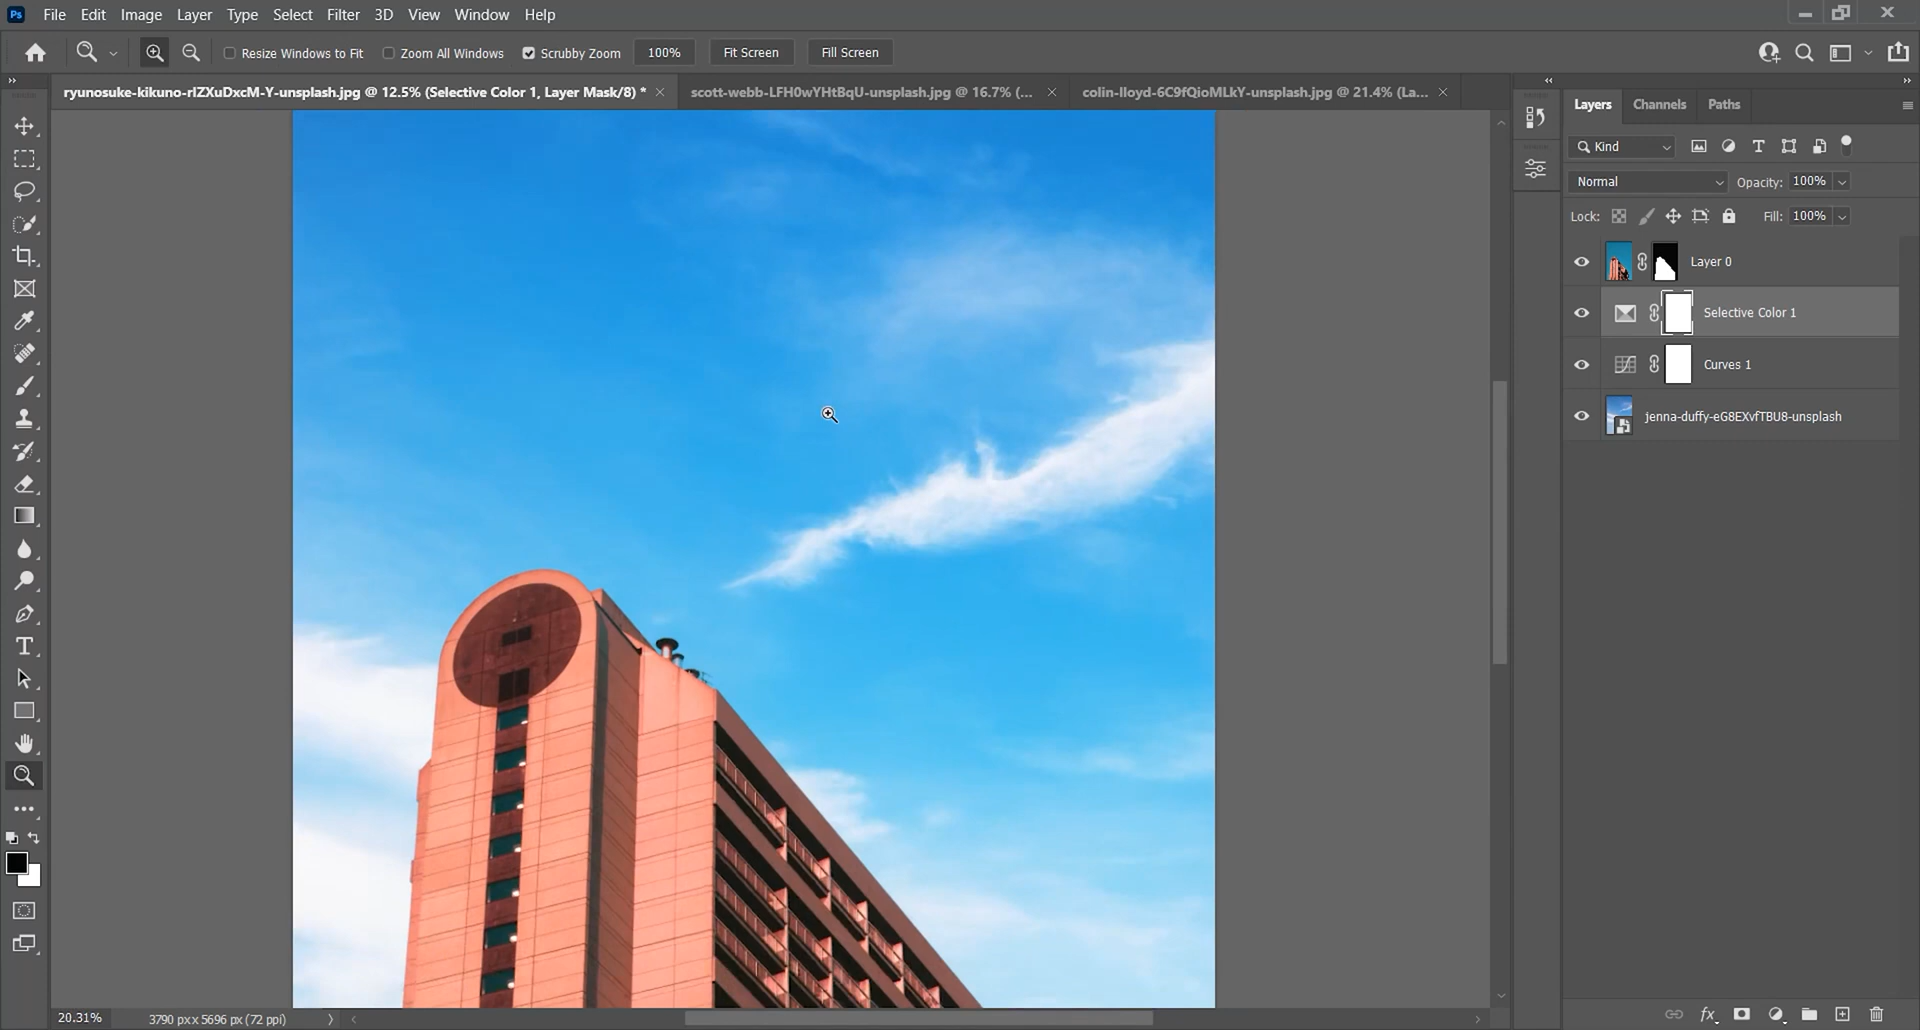 Ps File Edit Image Layer Type Select Filter 3D View Window Help
Resize Windows to Fit Zoom All Windows Scrubby Zoom 100% Fit Screen Fill Screen
ryunosuke-kikuno-rIZXuDxcM-Y-unsplash.jpg @ 12.5% (Selective Color 1, Layer Mask/8) * scott-webb-LFH0wYHtBqU-unsplash.jpg @ 16.7% (... colin-lloyd-6C9fQioMLkY-unsplash.jpg @ 21.4% (La...
Layers Channels Paths
Kind
Normal Opacity: 100%
Lock: Fill: 100%
Layer 0
Selective Color 1
Curves 1
jenna-duffy-eG8EXvfTBU8-unsplash
20.31% 3790 px x 5696 px (72 ppi)